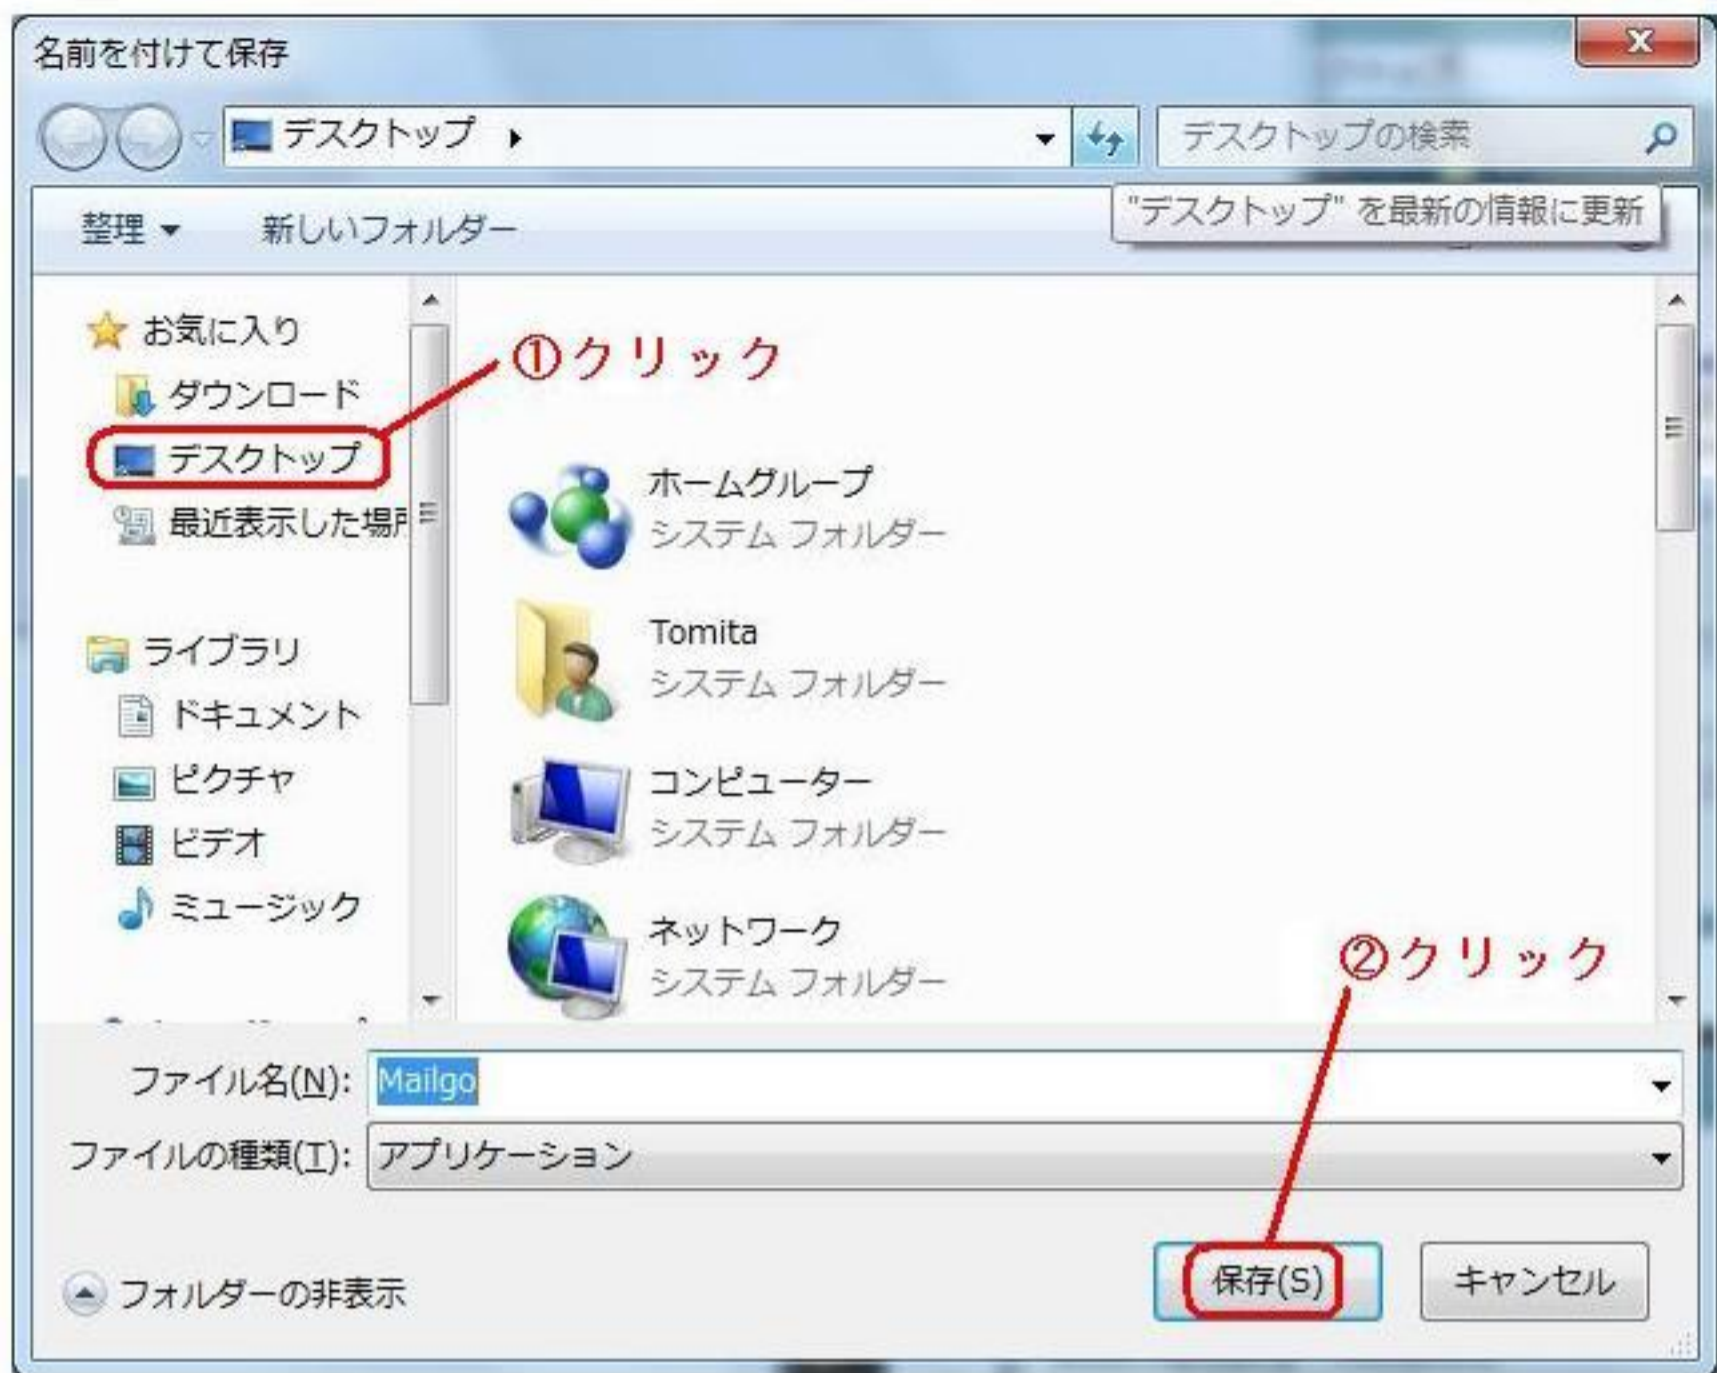 名前を付けて保存
デスクトップ
デスクトップの検索
"デスクトップ" を最新の情報に更新
整理
新しいフォルダー
お気に入り
ダウンロード
デスクトップ
最近表示した場所
ライブラリ
ドキュメント
ピクチャ
ビデオ
ミュージック
①クリック
ホームグループ
システム フォルダー
Tomita
システム フォルダー
コンピューター
システム フォルダー
ネットワーク
システム フォルダー
②クリック
ファイル名(N): Mailgo
ファイルの種類(T): アプリケーション
フォルダーの非表示
保存(S)
キャンセル